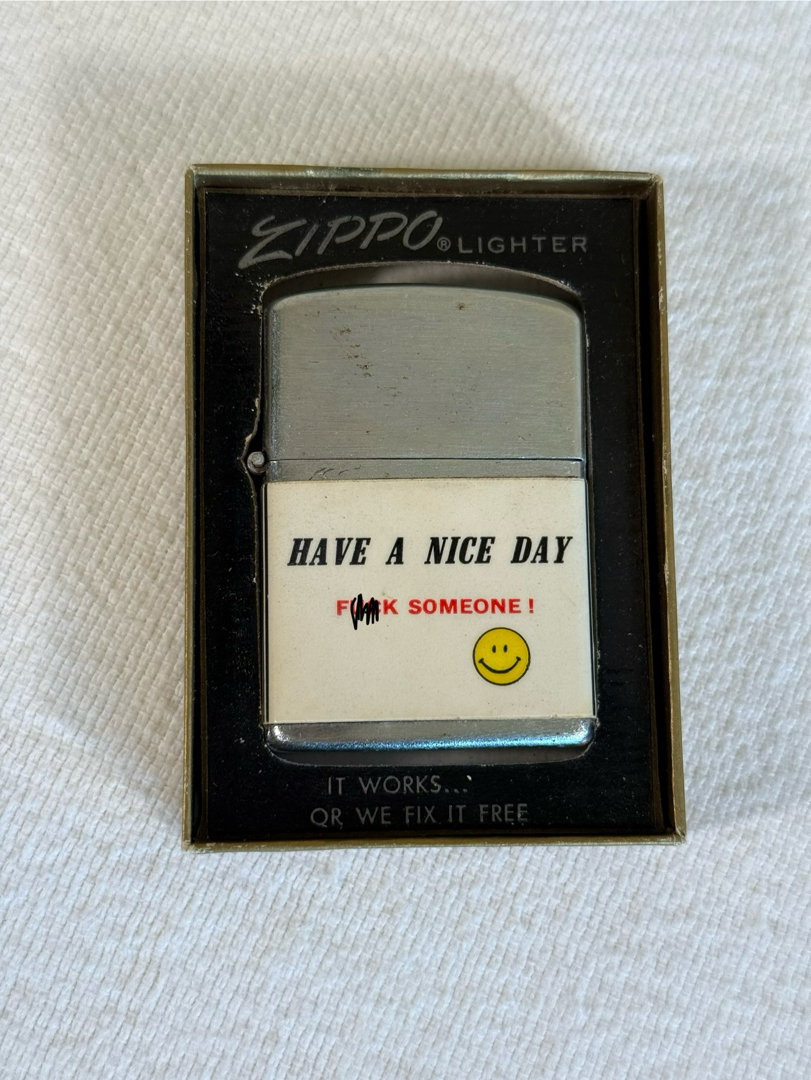 ZIPPO® LIGHTER
HAVE A NICE DAY
F K SOMEONE!
IT WORKS...
OR WE FIX IT FREE